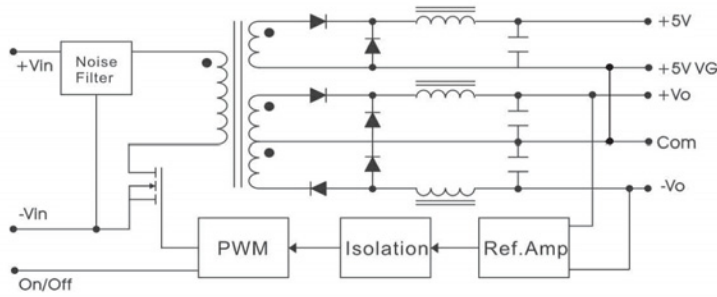 +5V
+Vin
Noise
Filter
+5V VG
+Vo
Com
-Vo
-Vin
PWM
Isolation
Ref.Amp
On/Off